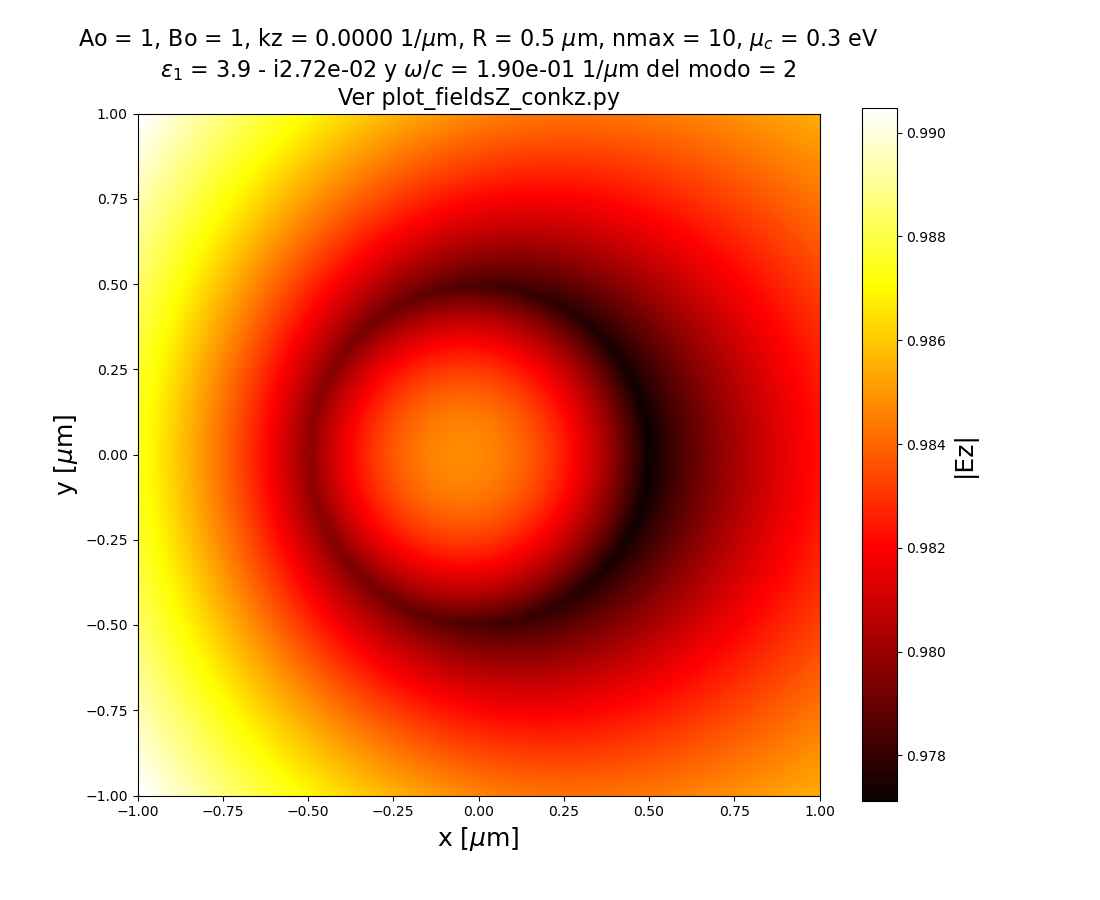 Ao = 1, Bo = 1, kz = 0.0000 1/μm, R = 0.5 μm, nmax = 10, μ_c = 0.3 eV
ε₁ = 3.9 - i2.72e-02 y ω/c = 1.90e-01 1/μm del modo = 2
Ver plot_fieldsZ_conkz.py
1.00
0.75
0.50
0.25
0.00
−0.25
−0.50
−0.75
−1.00
y [μm]
−1.00 −0.75 −0.50 −0.25 0.00 0.25 0.50 0.75 1.00
x [μm]
0.990
0.988
0.986
0.984
0.982
0.980
0.978
|Ez|